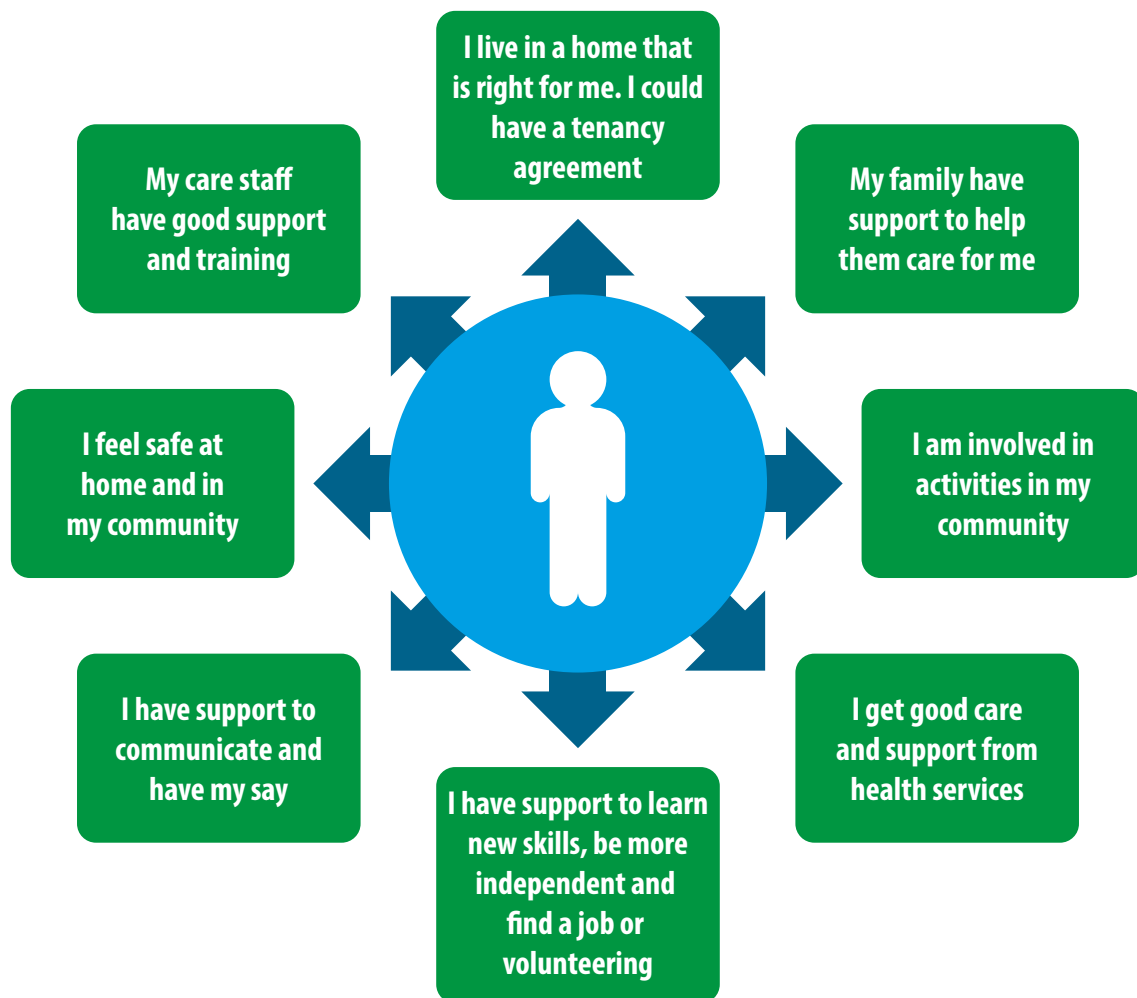 I live in a home that
is right for me. I could
have a tenancy
agreement
My family have
support to help
them care for me
I am involved in
activities in my
community
I get good care
and support from
health services
I have support to learn
new skills, be more
independent and
find a job or
volunteering
I have support to
communicate and
have my say
I feel safe at
home and in
my community
My care staff
have good support
and training